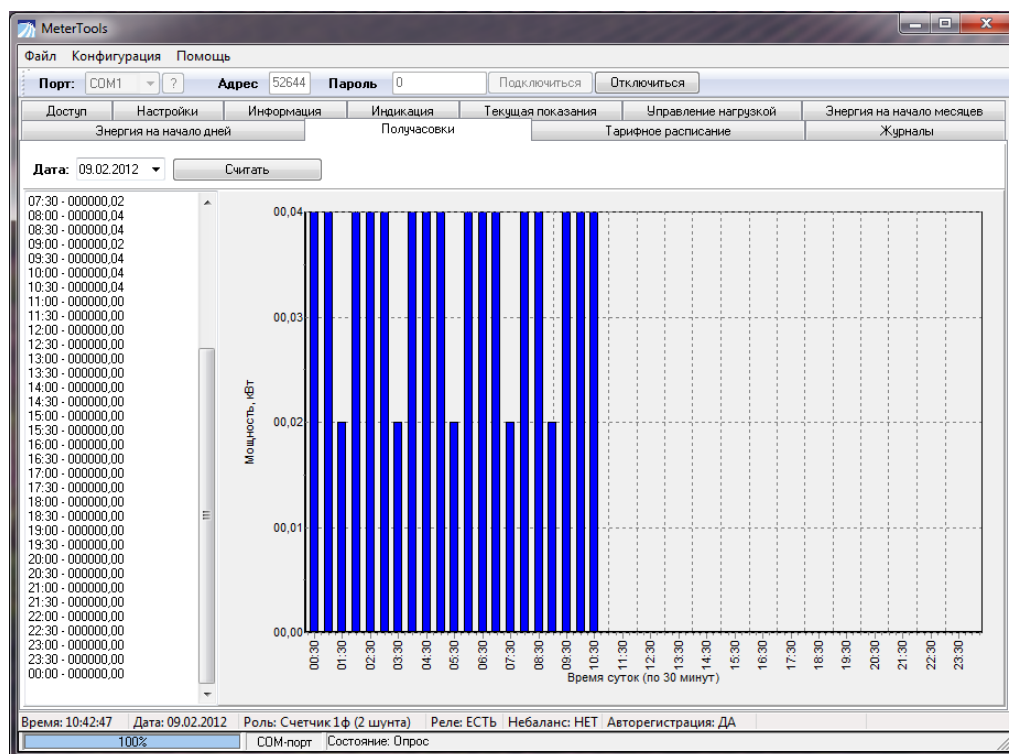 MeterTools
Файл Конфигурация Помощь
Порт: COM1 ? Адрес 52644 Пароль 0 Подключиться Отключиться
Доступ Настройки Информация Индикация Текущая показания Управление нагрузкой Энергия на начало месяцев
Энергия на начало дней Получасовки Тарифное расписание Журналы
Дата: 09.02.2012 Считать
07:30 - 000000,02
08:00 - 000000,04
08:30 - 000000,04
09:00 - 000000,02
09:30 - 000000,04
10:00 - 000000,04
10:30 - 000000,04
11:00 - 000000,00
11:30 - 000000,00
12:00 - 000000,00
12:30 - 000000,00
13:00 - 000000,00
13:30 - 000000,00
14:00 - 000000,00
14:30 - 000000,00
15:00 - 000000,00
15:30 - 000000,00
16:00 - 000000,00
16:30 - 000000,00
17:00 - 000000,00
17:30 - 000000,00
18:00 - 000000,00
18:30 - 000000,00
19:00 - 000000,00
19:30 - 000000,00
20:00 - 000000,00
20:30 - 000000,00
21:00 - 000000,00
21:30 - 000000,00
22:00 - 000000,00
22:30 - 000000,00
23:00 - 000000,00
23:30 - 000000,00
00:00 - 000000,00
Мощность, кВт
00,04
00,03
00,02
00,01
00,00
00:30 01:30 02:30 03:30 04:30 05:30 06:30 07:30 08:30 09:30 10:30 11:30 12:30 13:30 14:30 15:30 16:30 17:30 18:30 19:30 20:30 21:30 22:30 23:30
Время суток (по 30 минут)
Время: 10:42:47 Дата: 09.02.2012 Роль: Счетчик 1ф (2 шунта) Реле: ЕСТЬ Небаланс: НЕТ Авторегистрация: ДА
100% COM-порт Состояние: Опрос